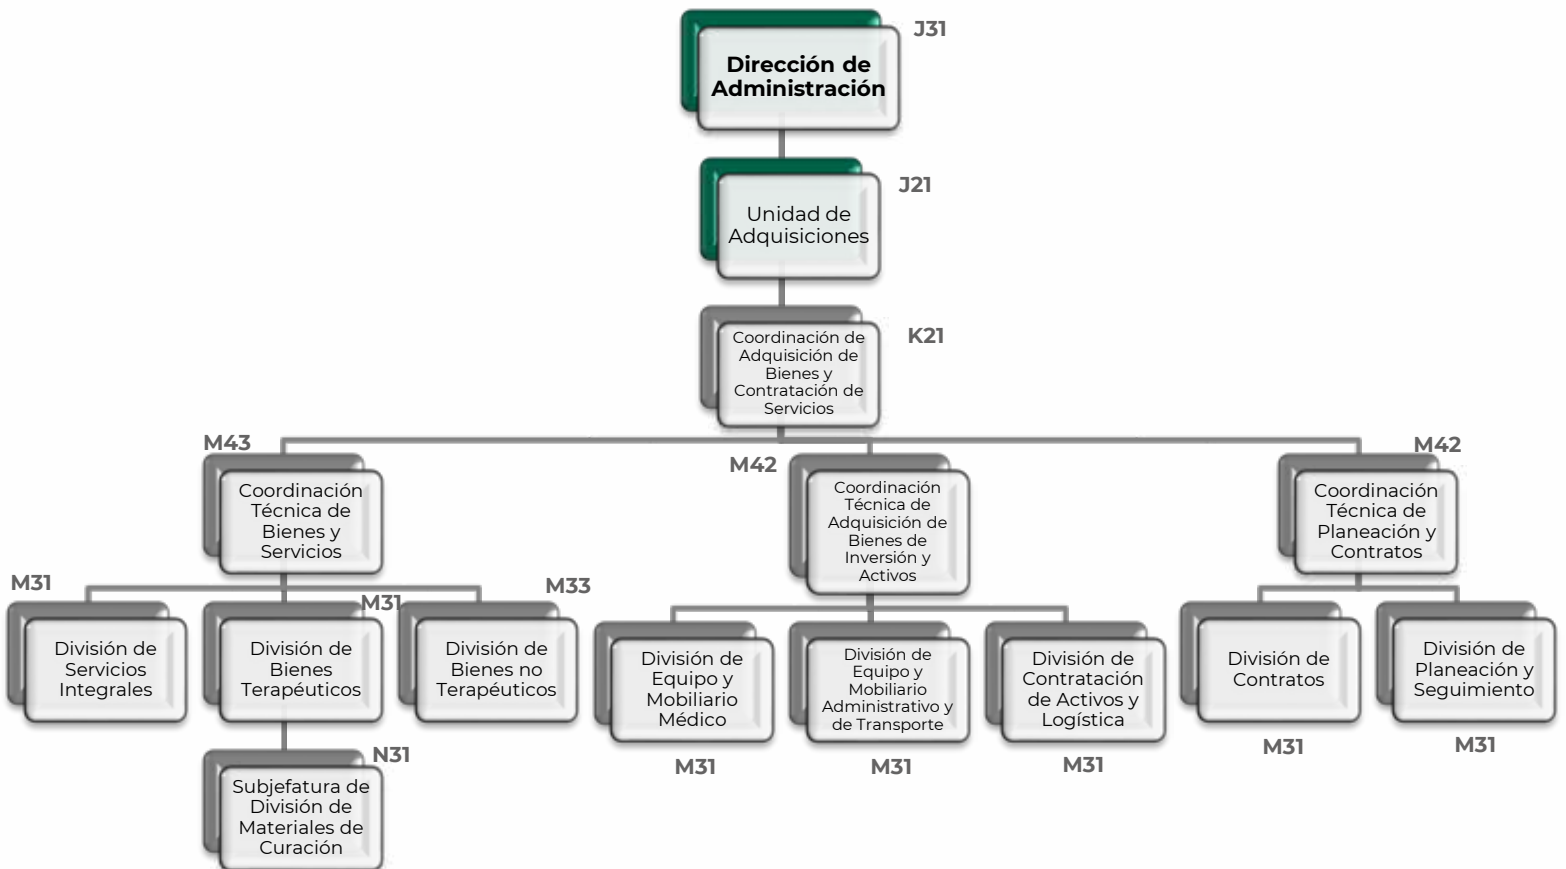 J31
Dirección de
Administración
J21
Unidad de
Adquisiciones
K21
Coordinación de
Adquisición de
Bienes y
Contratación de
Servicios
M43
Coordinación
Técnica de
Bienes y
Servicios
M42
Coordinación
Técnica de
Adquisición de
Bienes de
Inversión y
Activos
M42
Coordinación
Técnica de
Planeación y
Contratos
M31
División de
Servicios
Integrales
M31
División de
Bienes
Terapéuticos
M33
División de
Bienes no
Terapéuticos
División de
Equipo y
Mobiliario
Médico
M31
División de
Equipo y
Mobiliario
Administrativo y
de Transporte
M31
División de
Contratación
de Activos y
Logística
M31
División de
Contratos
M31
División de
Planeación y
Seguimiento
M31
N31
Subjefatura de
División de
Materiales de
Curación